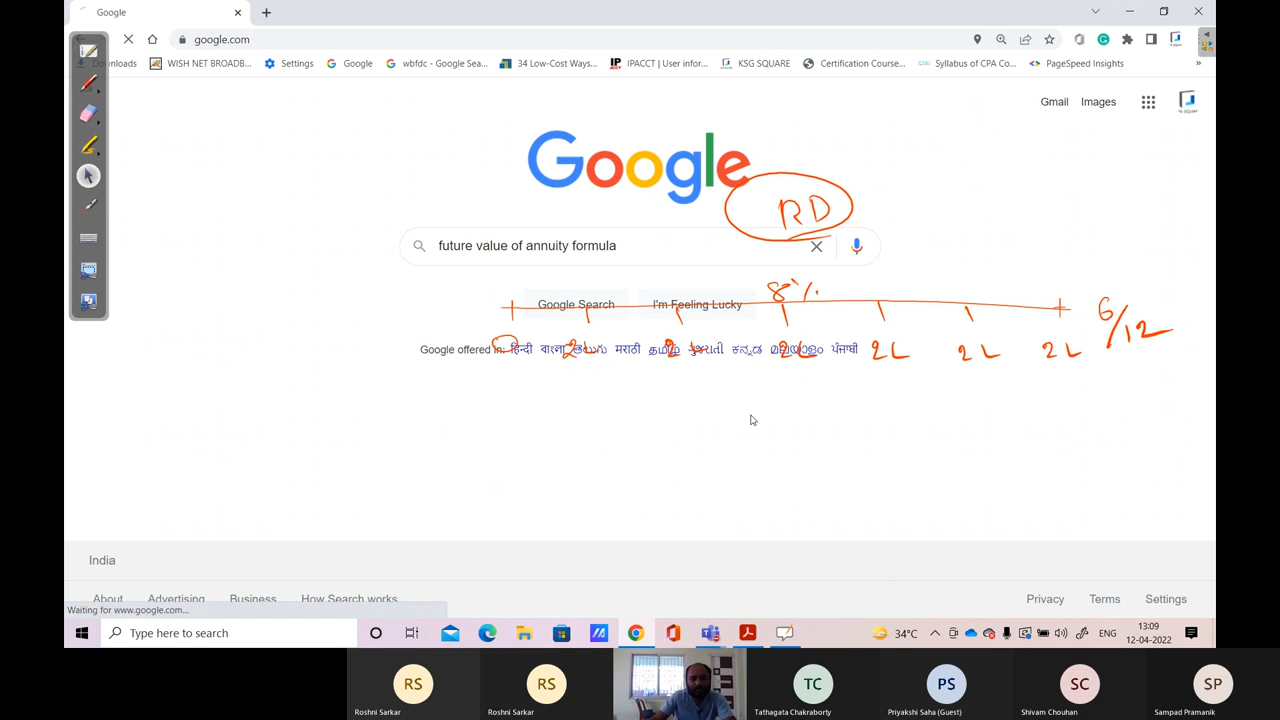 Google
google.com
Downloads
WISH NET BROADB...
Settings
Google
wbfdc - Google Sea...
34 Low-Cost Ways...
IPACCT | User infor...
KSG SQUARE
Certification Course...
Syllabus of CPA Co...
PageSpeed Insights
»
Gmail Images
Google
RD
future value of annuity formula
8%
Google Search I'm Feeling Lucky
6/12
Google offered in: हिन्दी বাংলা తెలుగు मराठी தமிழ் ગુજરાતી ಕನ್ನಡ മലയാളം ਪੰਜਾਬੀ
2L 2L 2L 2L 2L 2L
India
About Advertising Business How Search works
Privacy Terms Settings
Waiting for www.google.com...
Type here to search
34°C
ENG
13:09
12-04-2022
RS RS TC PS SC SP
Roshni Sarkar Roshni Sarkar Tathagata Chakraborty Priyakshi Saha (Guest) Shivam Chouhan Sampad Pramanik